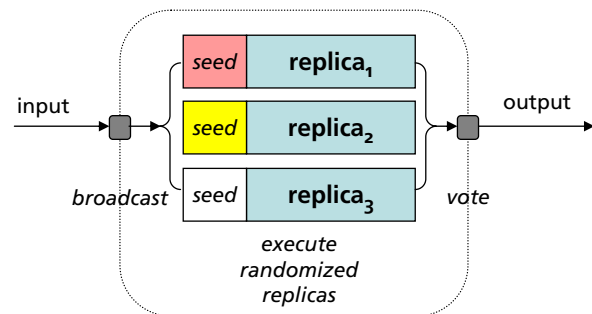 input
seed replica₁
seed replica₂
seed replica₃
output
broadcast
vote
execute
randomized
replicas